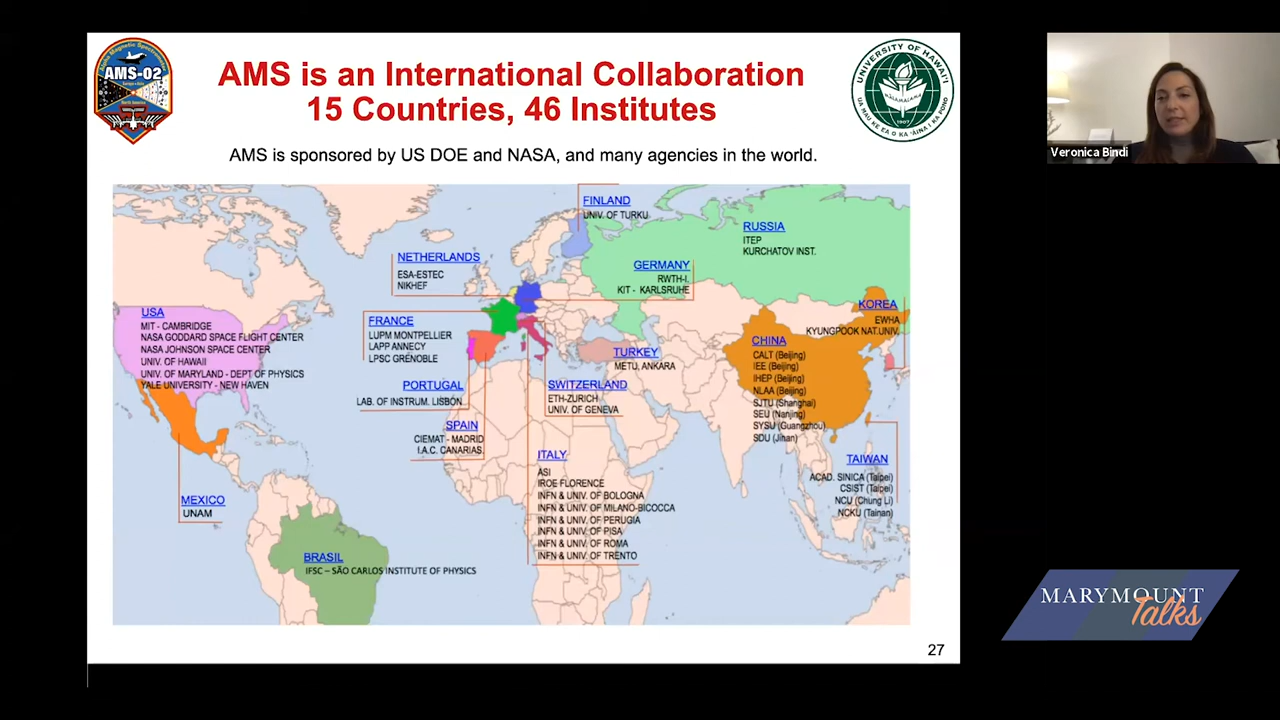 AMS is an International Collaboration
15 Countries, 46 Institutes
AMS is sponsored by US DOE and NASA, and many agencies in the world.
AMS-02
UNIVERSITY OF HAWAI'I
1907
Veronica Bindi
FINLAND
UNIV. OF TURKU
RUSSIA
ITEP
KURCHATOV INST.
NETHERLANDS
ESA-ESTEC
NIKHEF
GERMANY
RWTH-I.
KIT - KARLSRUHE
USA
MIT - CAMBRIDGE
NASA GODDARD SPACE FLIGHT CENTER
NASA JOHNSON SPACE CENTER
UNIV. OF HAWAII
UNIV. OF MARYLAND - DEPT OF PHYSICS
YALE UNIVERSITY - NEW HAVEN
FRANCE
LUPM MONTPELLIER
LAPP ANNECY
LPSC GRENOBLE
KOREA
EWHA
KYUNGPOOK NAT.UNIV.
TURKEY
METU, ANKARA
CHINA
CALT (Beijing)
IEE (Beijing)
IHEP (Beijing)
NLAA (Beijing)
SJTU (Shanghai)
SEU (Nanjing)
SYSU (Guangzhou)
SDU (Jinan)
PORTUGAL
LAB. OF INSTRUM. LISBON
SWITZERLAND
ETH-ZURICH
UNIV. OF GENEVA
SPAIN
CIEMAT - MADRID
I.A.C. CANARIAS.
ITALY
ASI
IROE FLORENCE
INFN & UNIV. OF BOLOGNA
INFN & UNIV. OF MILANO-BICOCCA
INFN & UNIV. OF PERUGIA
INFN & UNIV. OF PISA
INFN & UNIV. OF ROMA
INFN & UNIV. OF TRENTO
TAIWAN
ACAD. SINICA (Taipei)
CSIST (Taipei)
NCU (Chung Li)
NCKU (Tainan)
MEXICO
UNAM
BRASIL
IFSC – SÃO CARLOS INSTITUTE OF PHYSICS
27
MARYMOUNT
Talks